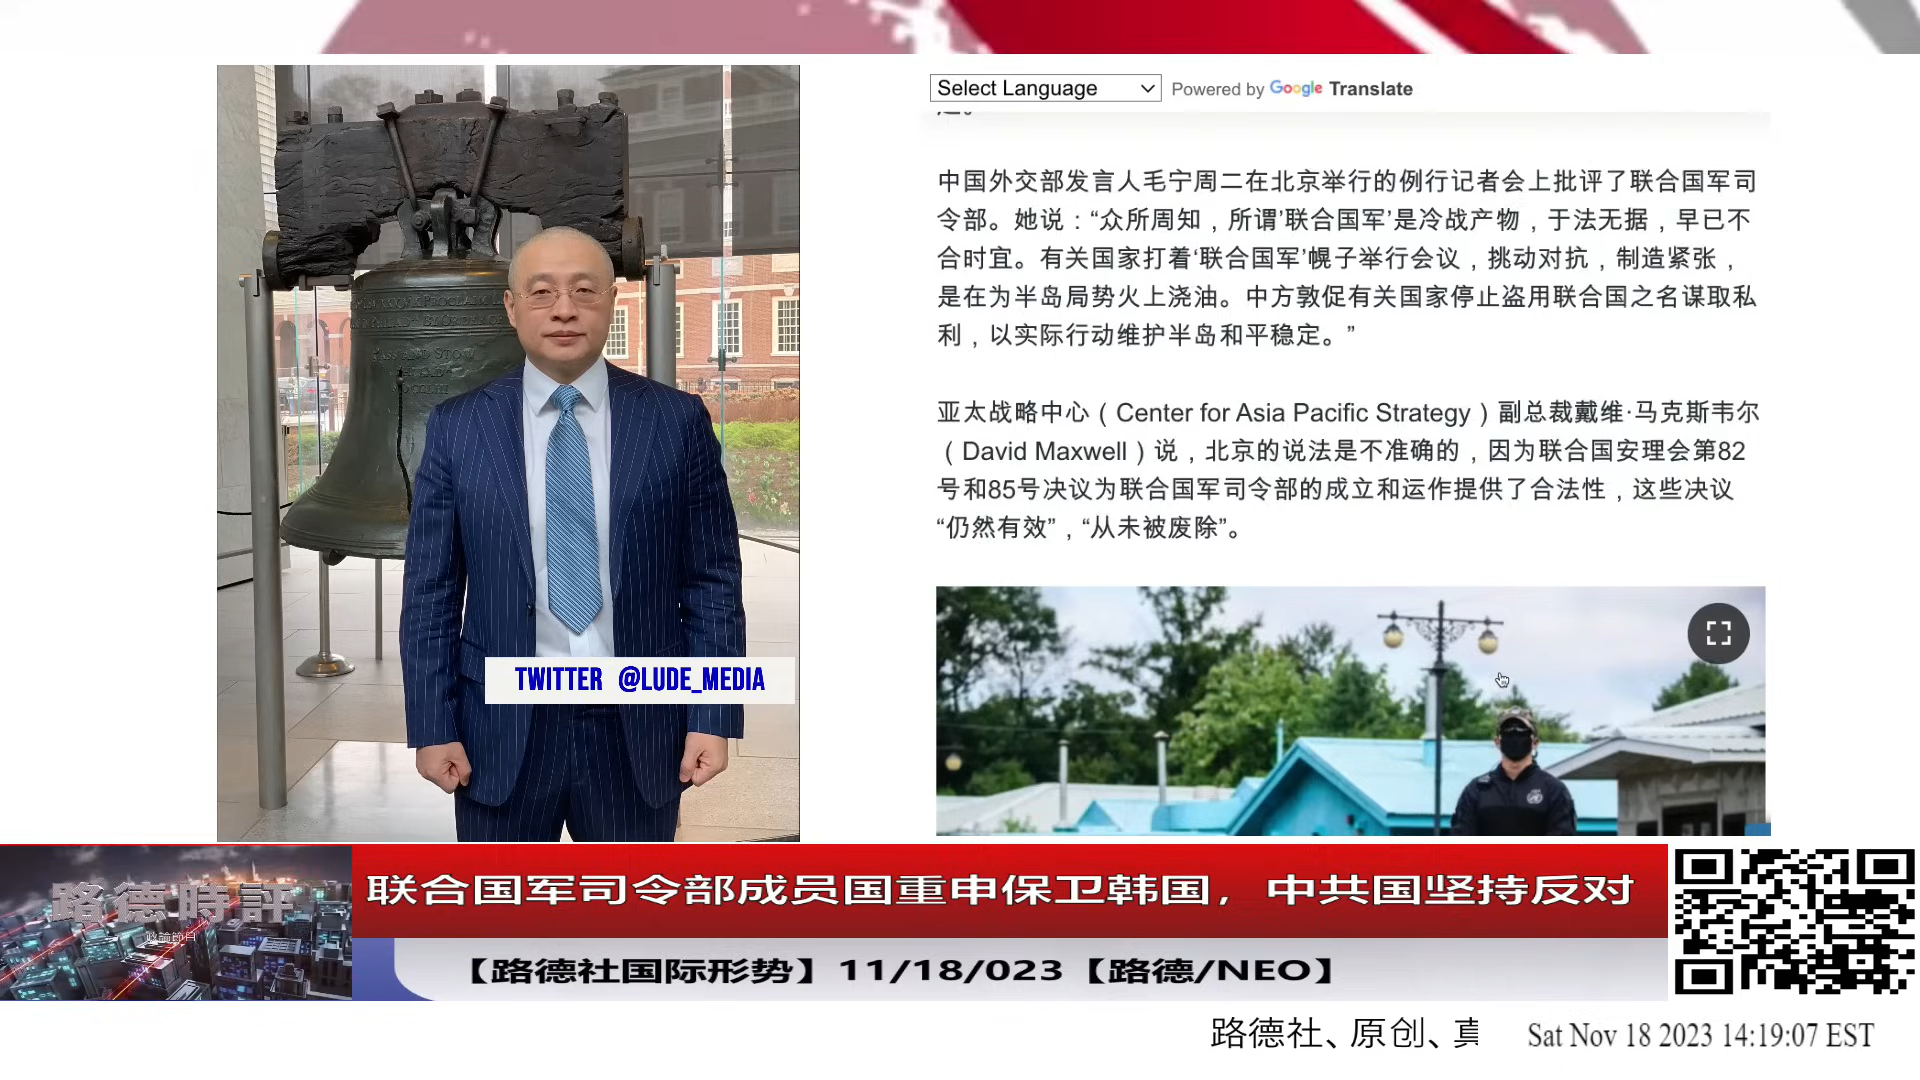 Select Language
Powered by Google Translate
中国外交部发言人毛宁周二在北京举行的例行记者会上批评了联合国军司
令部。她说：“众所周知，所谓’联合国军’是冷战产物，于法无据，早已不
合时宜。有关国家打着‘联合国军’幌子举行会议，挑动对抗，制造紧张，
是在为半岛局势火上浇油。中方敦促有关国家停止盗用联合国之名谋取私
利，以实际行动维护半岛和平稳定。”
亚太战略中心（Center for Asia Pacific Strategy）副总裁戴维·马克斯韦尔
（David Maxwell）说，北京的说法是不准确的，因为联合国安理会第82
号和85号决议为联合国军司令部的成立和运作提供了合法性，这些决议
“仍然有效”，“从未被废除”。
PASS AND STOW
TWITTER @LUDE_MEDIA
路德時評
政論節目
联合国军司令部成员国重申保卫韩国，中共国坚持反对
【路德社国际形势】11/18/023【路德/NEO】
路德社、原创、真
Sat Nov 18 2023 14:19:07 EST